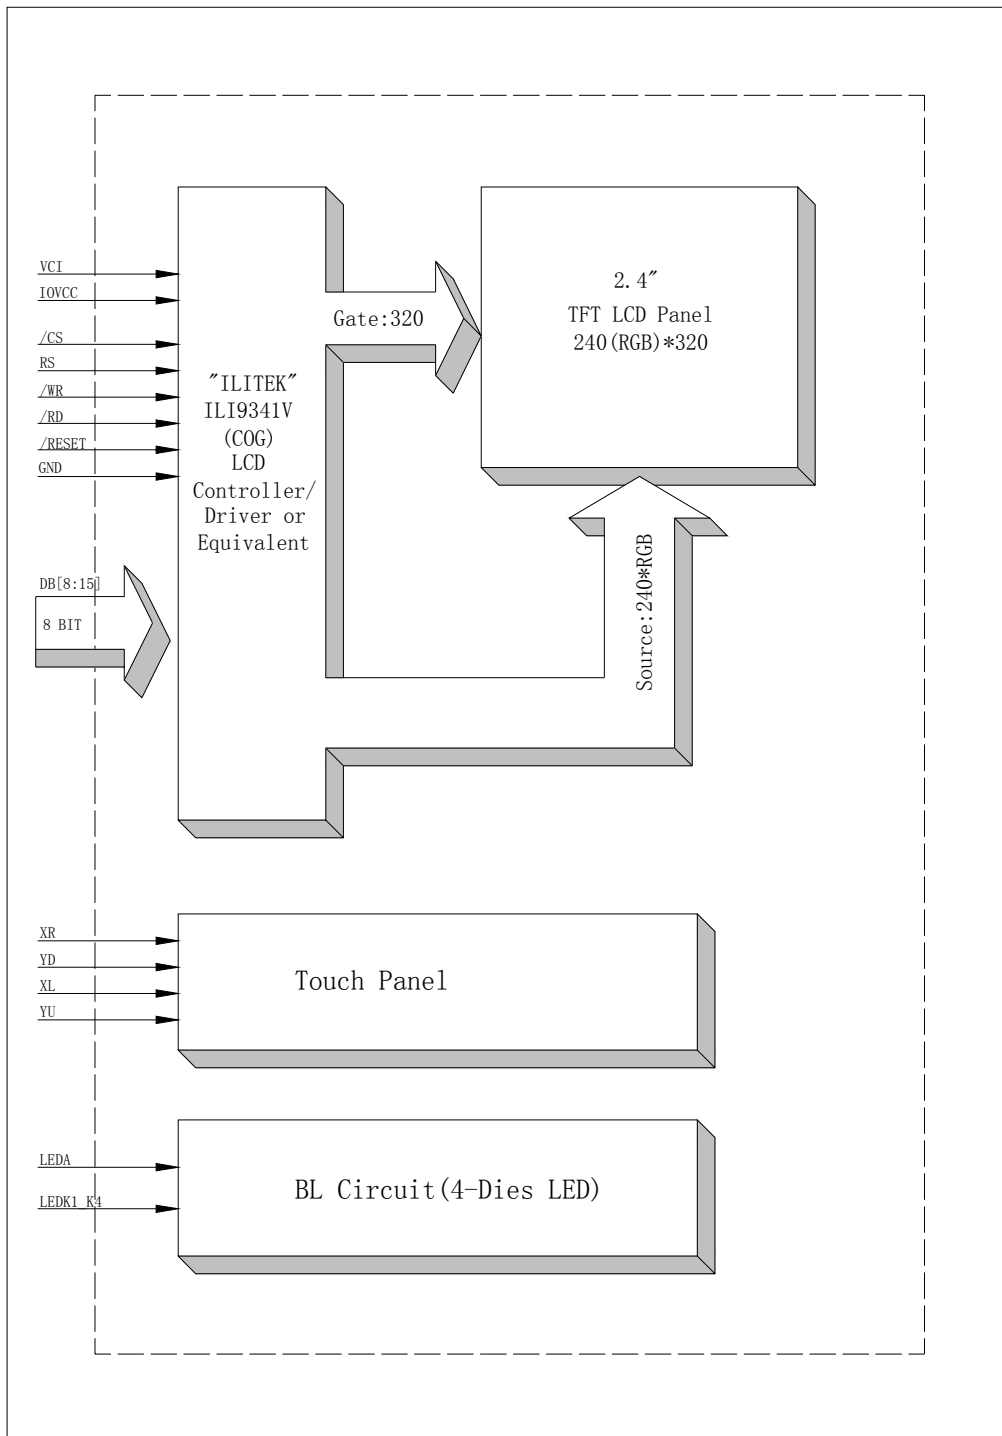 VCI
IOVCC
/CS
RS
/WR
/RD
/RESET
GND
DB[8:15]
8 BIT
"ILITEK"
ILI9341V
(COG)
LCD
Controller/
Driver or
Equivalent
Gate:320
2.4"
TFT LCD Panel
240(RGB)*320
Source:240*RGB
XR
YD
XL
YU
Touch Panel
LEDA
LEDK1_K4
BL Circuit(4-Dies LED)